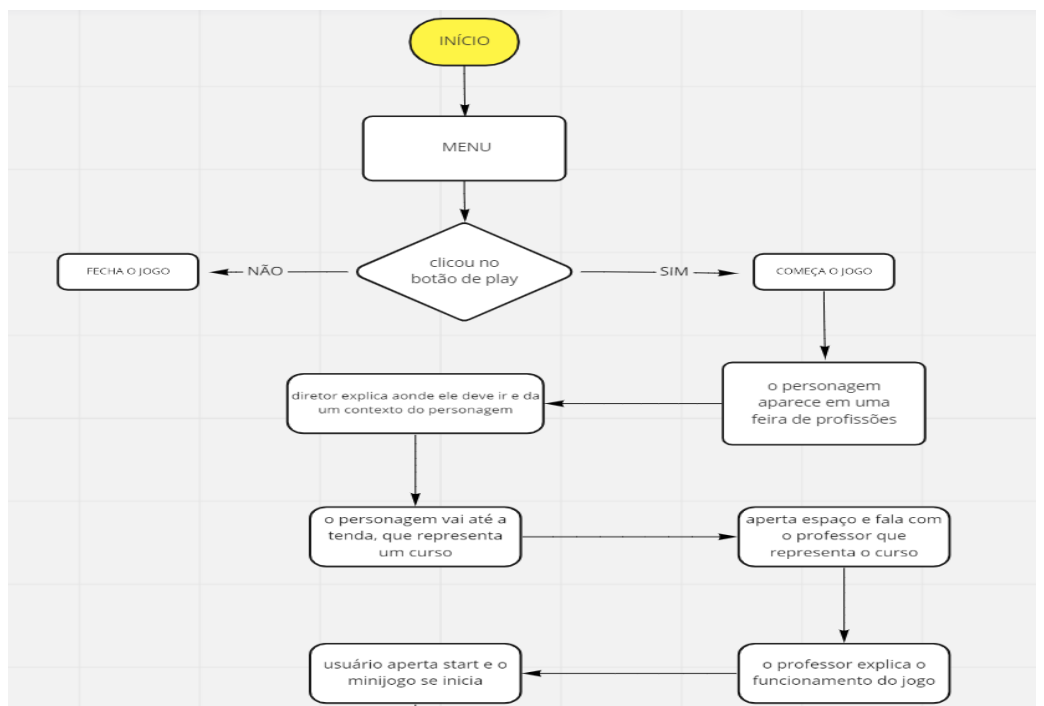 INÍCIO
MENU
clicou no
botão de play
FECHA O JOGO
NÃO
SIM
COMEÇA O JOGO
o personagem
aparece em uma
feira de profissões
diretor explica aonde ele deve ir e da
um contexto do personagem
o personagem vai até a
tenda, que representa
um curso
aperta espaço e fala com
o professor que
representa o curso
o professor explica o
funcionamento do jogo
usuário aperta start e o
minijogo se inicia